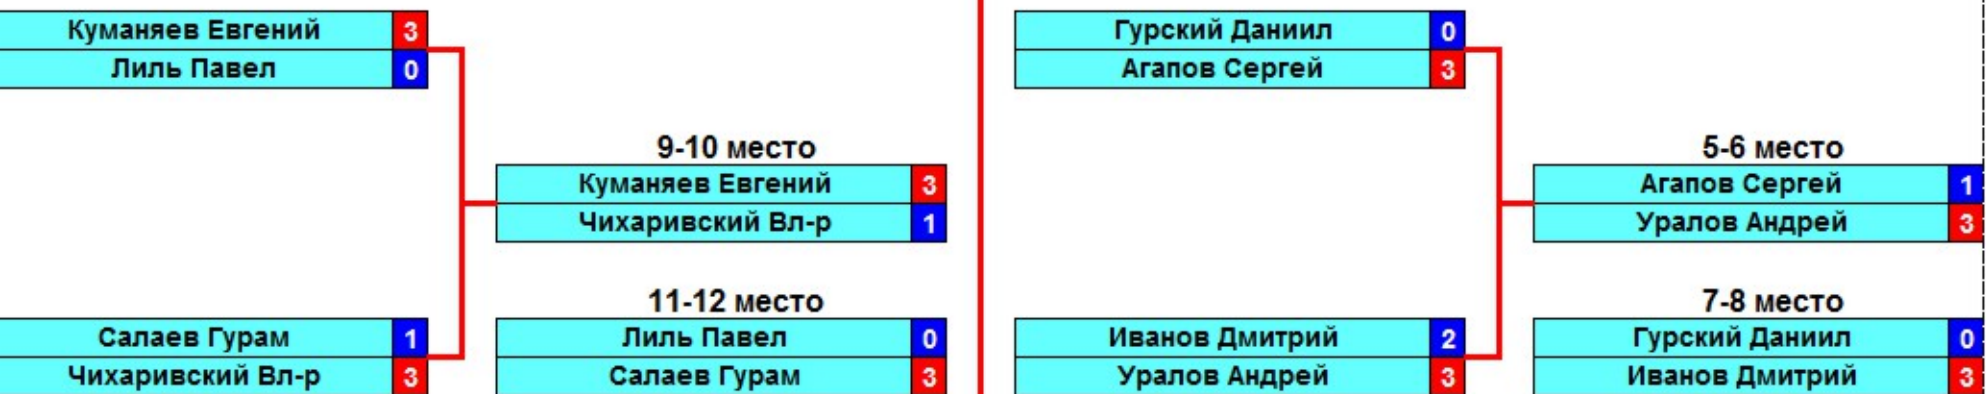 Куманяев Евгений 3
Лиль Павел 0
9-10 место
Куманяев Евгений 3
Чихаривский Вл-р 1
11-12 место
Салаев Гурам 1
Чихаривский Вл-р 3
Лиль Павел 0
Салаев Гурам 3
Гурский Даниил 0
Агапов Сергей 3
5-6 место
Агапов Сергей 1
Уралов Андрей 3
7-8 место
Иванов Дмитрий 2
Уралов Андрей 3
Гурский Даниил 0
Иванов Дмитрий 3